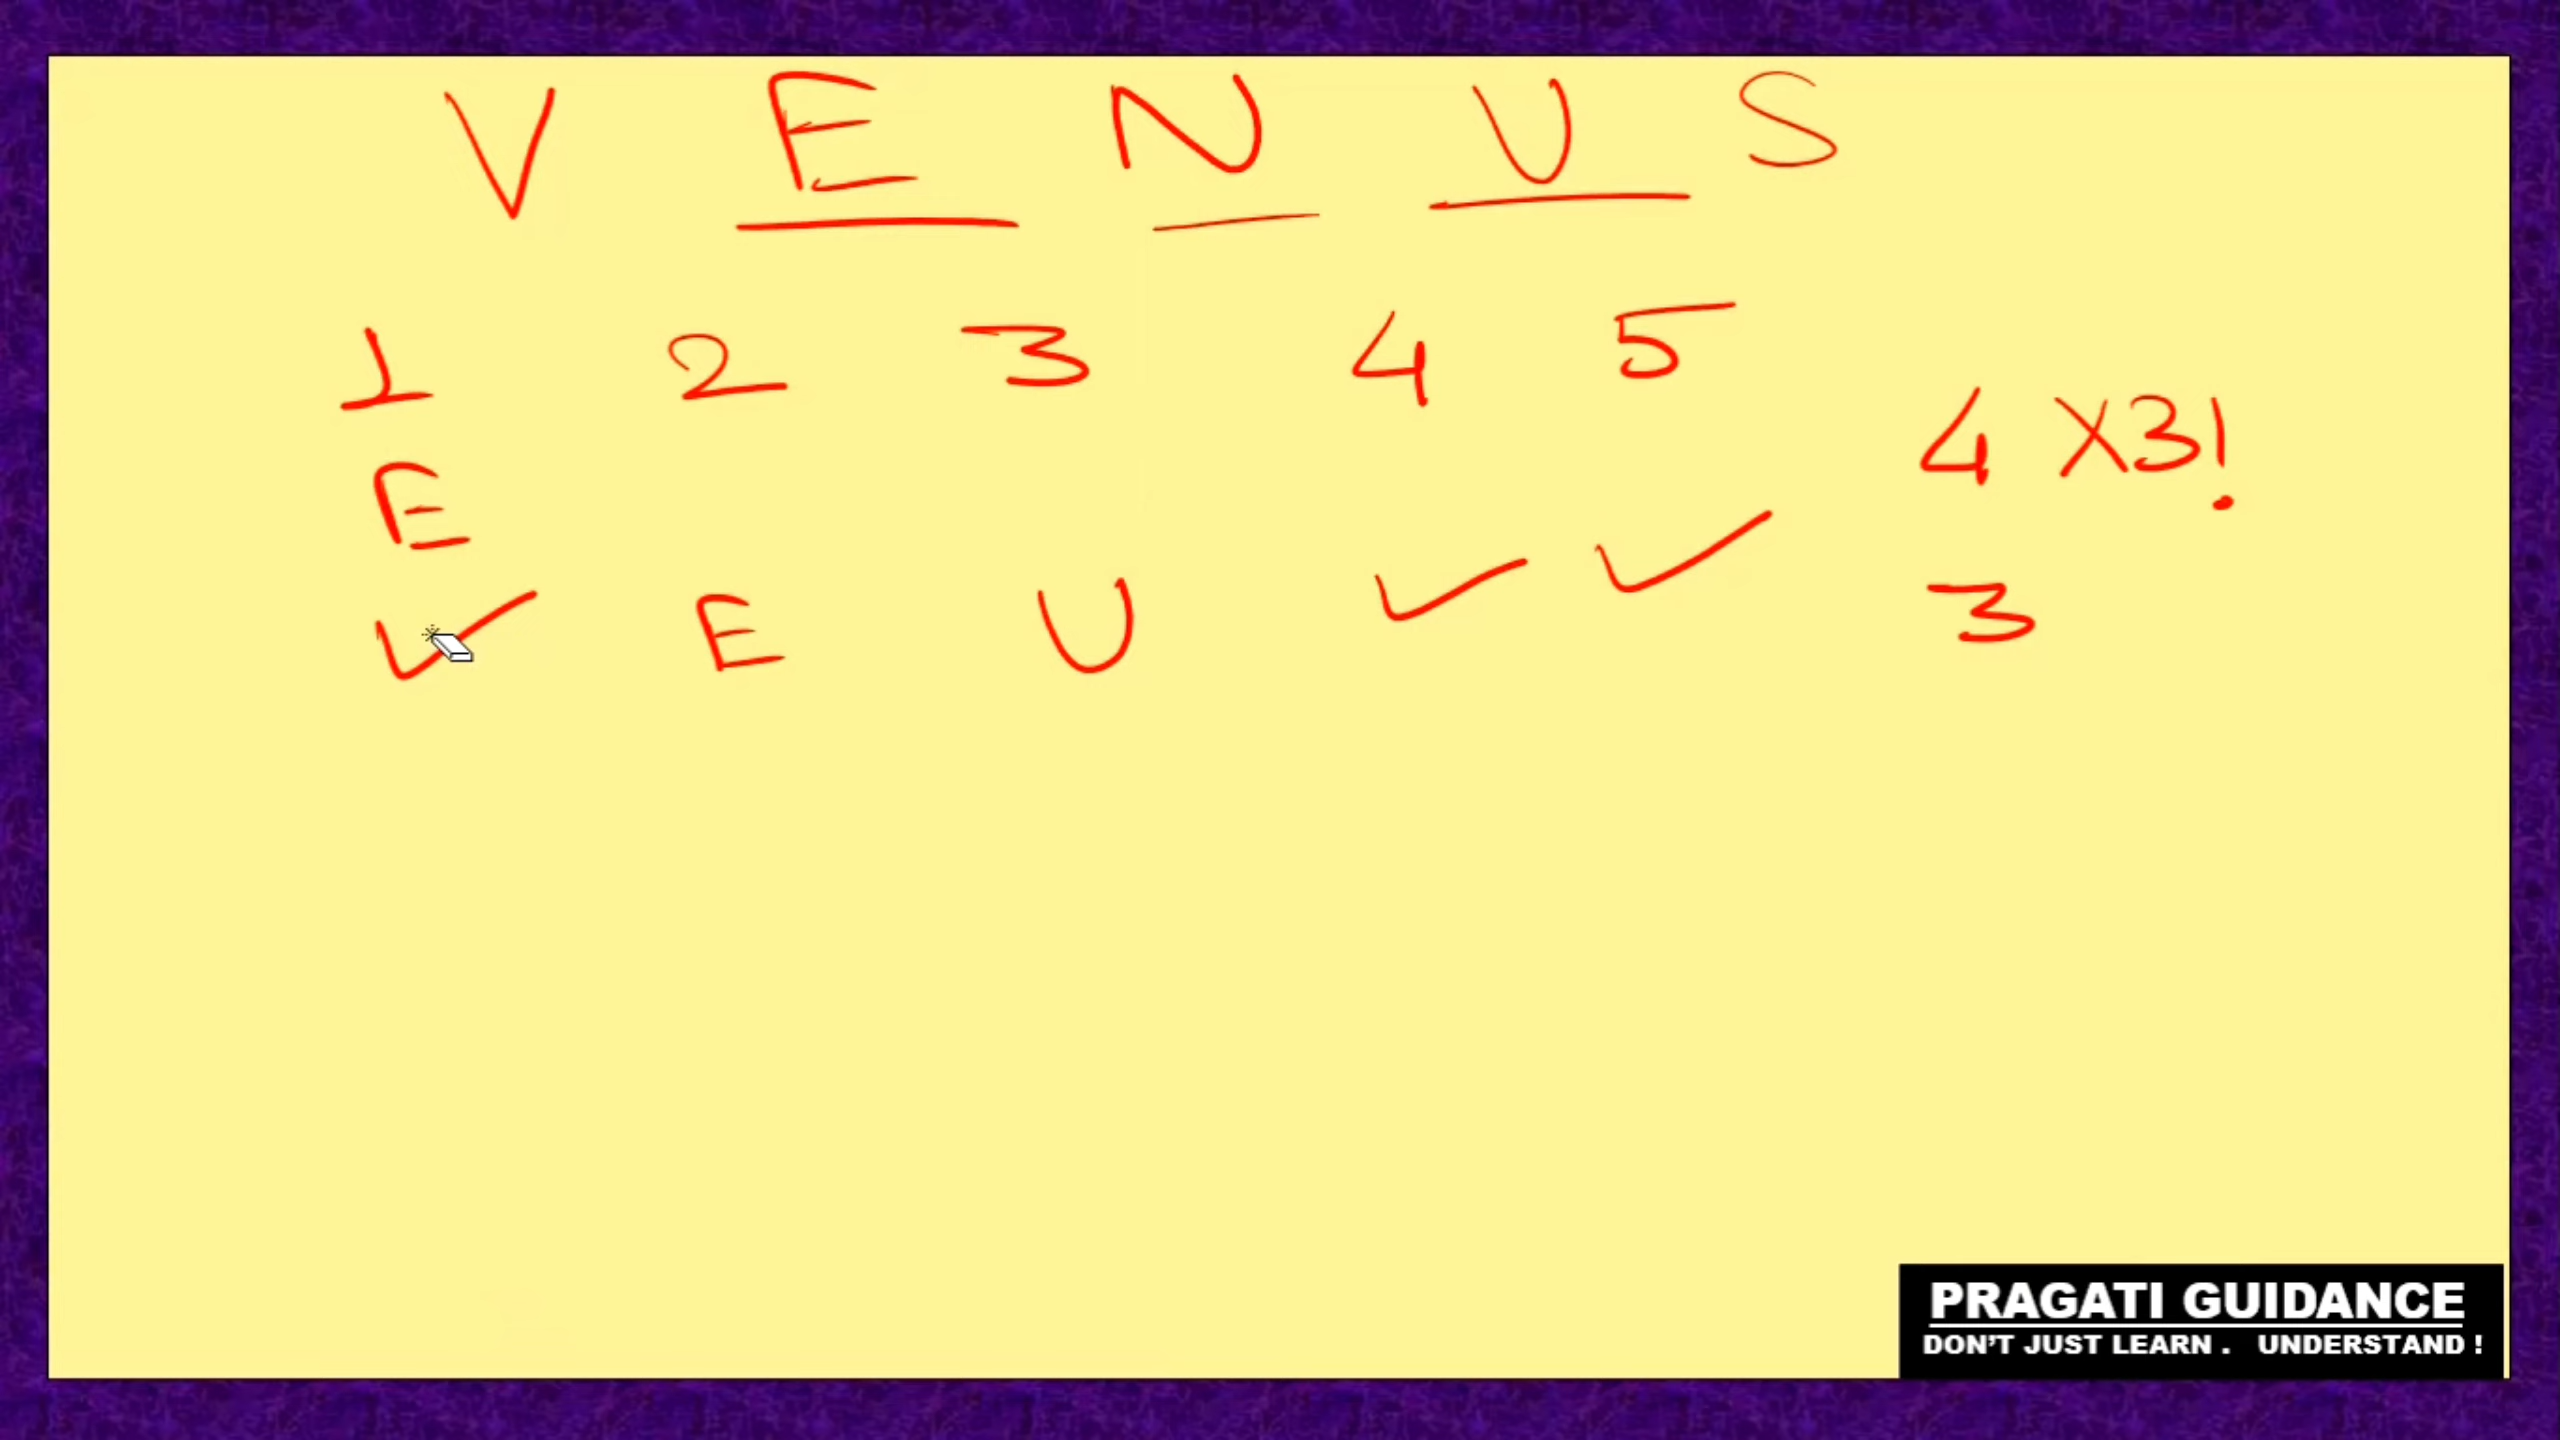 V E N U S
1 2 3 4 5
4 X3!
E
E U 3
PRAGATI GUIDANCE
DON'T JUST LEARN . UNDERSTAND !